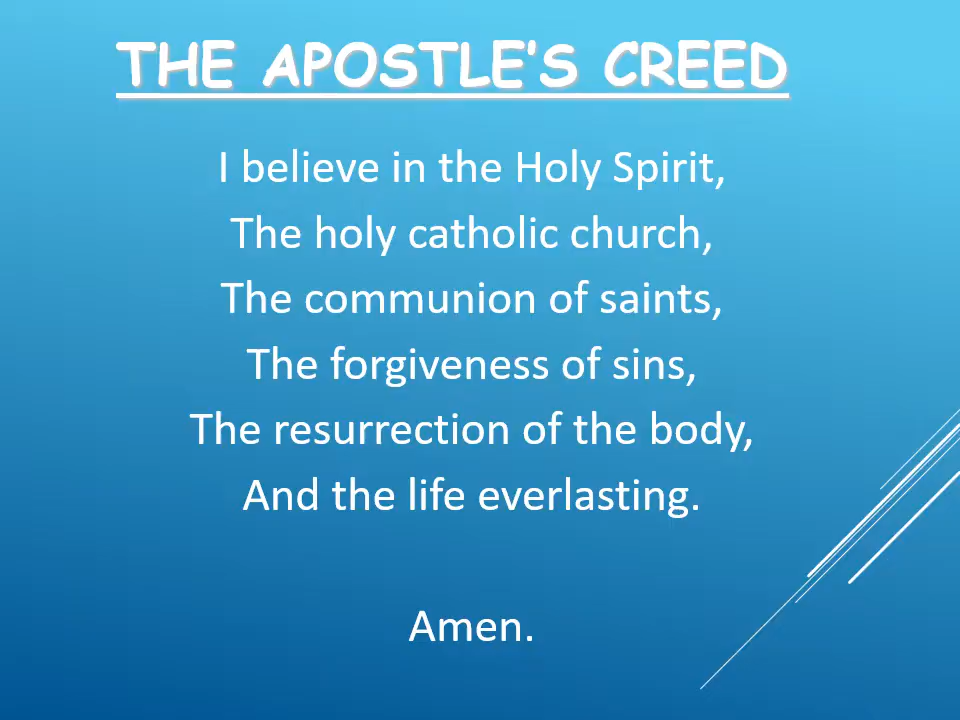 THE APOSTLE’S CREED
I believe in the Holy Spirit,
The holy catholic church,
The communion of saints,
The forgiveness of sins,
The resurrection of the body,
And the life everlasting.
Amen.